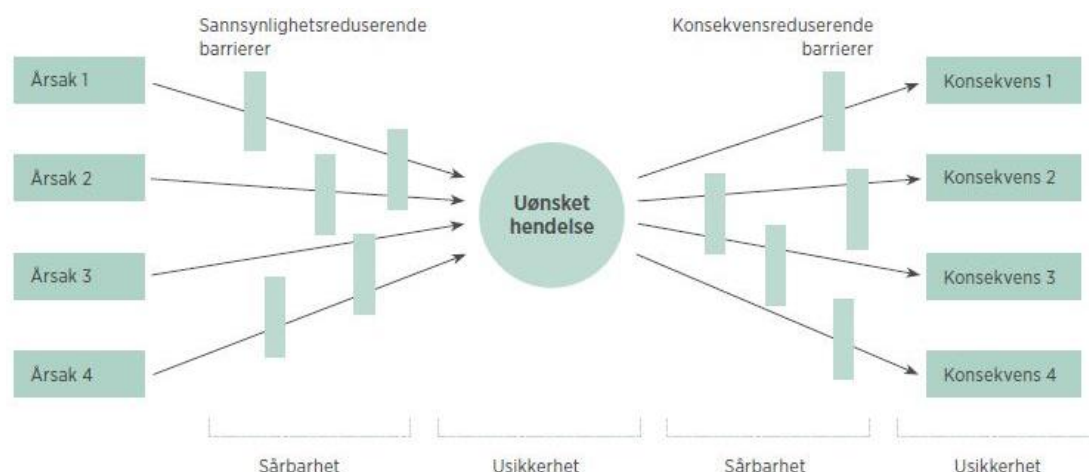 Sannsynlighetsreduserende
barrierer
Konsekvensreduserende
barrierer
Årsak 1
Årsak 2
Årsak 3
Årsak 4
Uønsket
hendelse
Konsekvens 1
Konsekvens 2
Konsekvens 3
Konsekvens 4
Sårbarhet
Usikkerhet
Sårbarhet
Usikkerhet